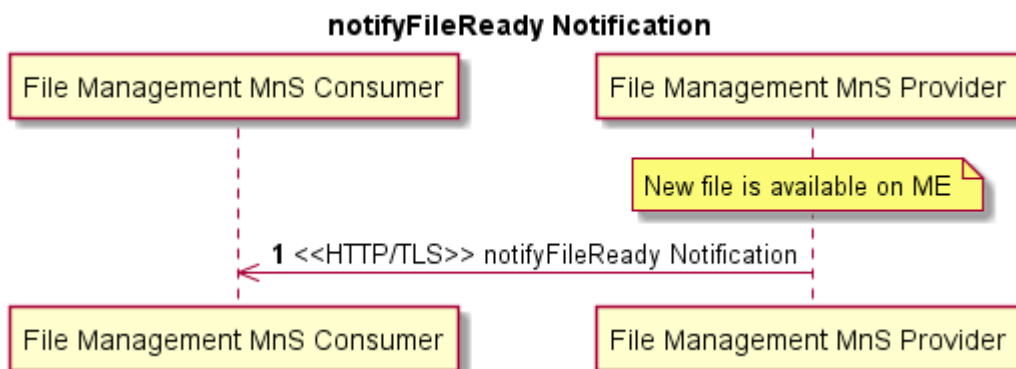 notifyFileReady Notification
File Management MnS Consumer File Management MnS Provider
New file is available on ME
1 <<HTTP/TLS>> notifyFileReady Notification
File Management MnS Consumer File Management MnS Provider